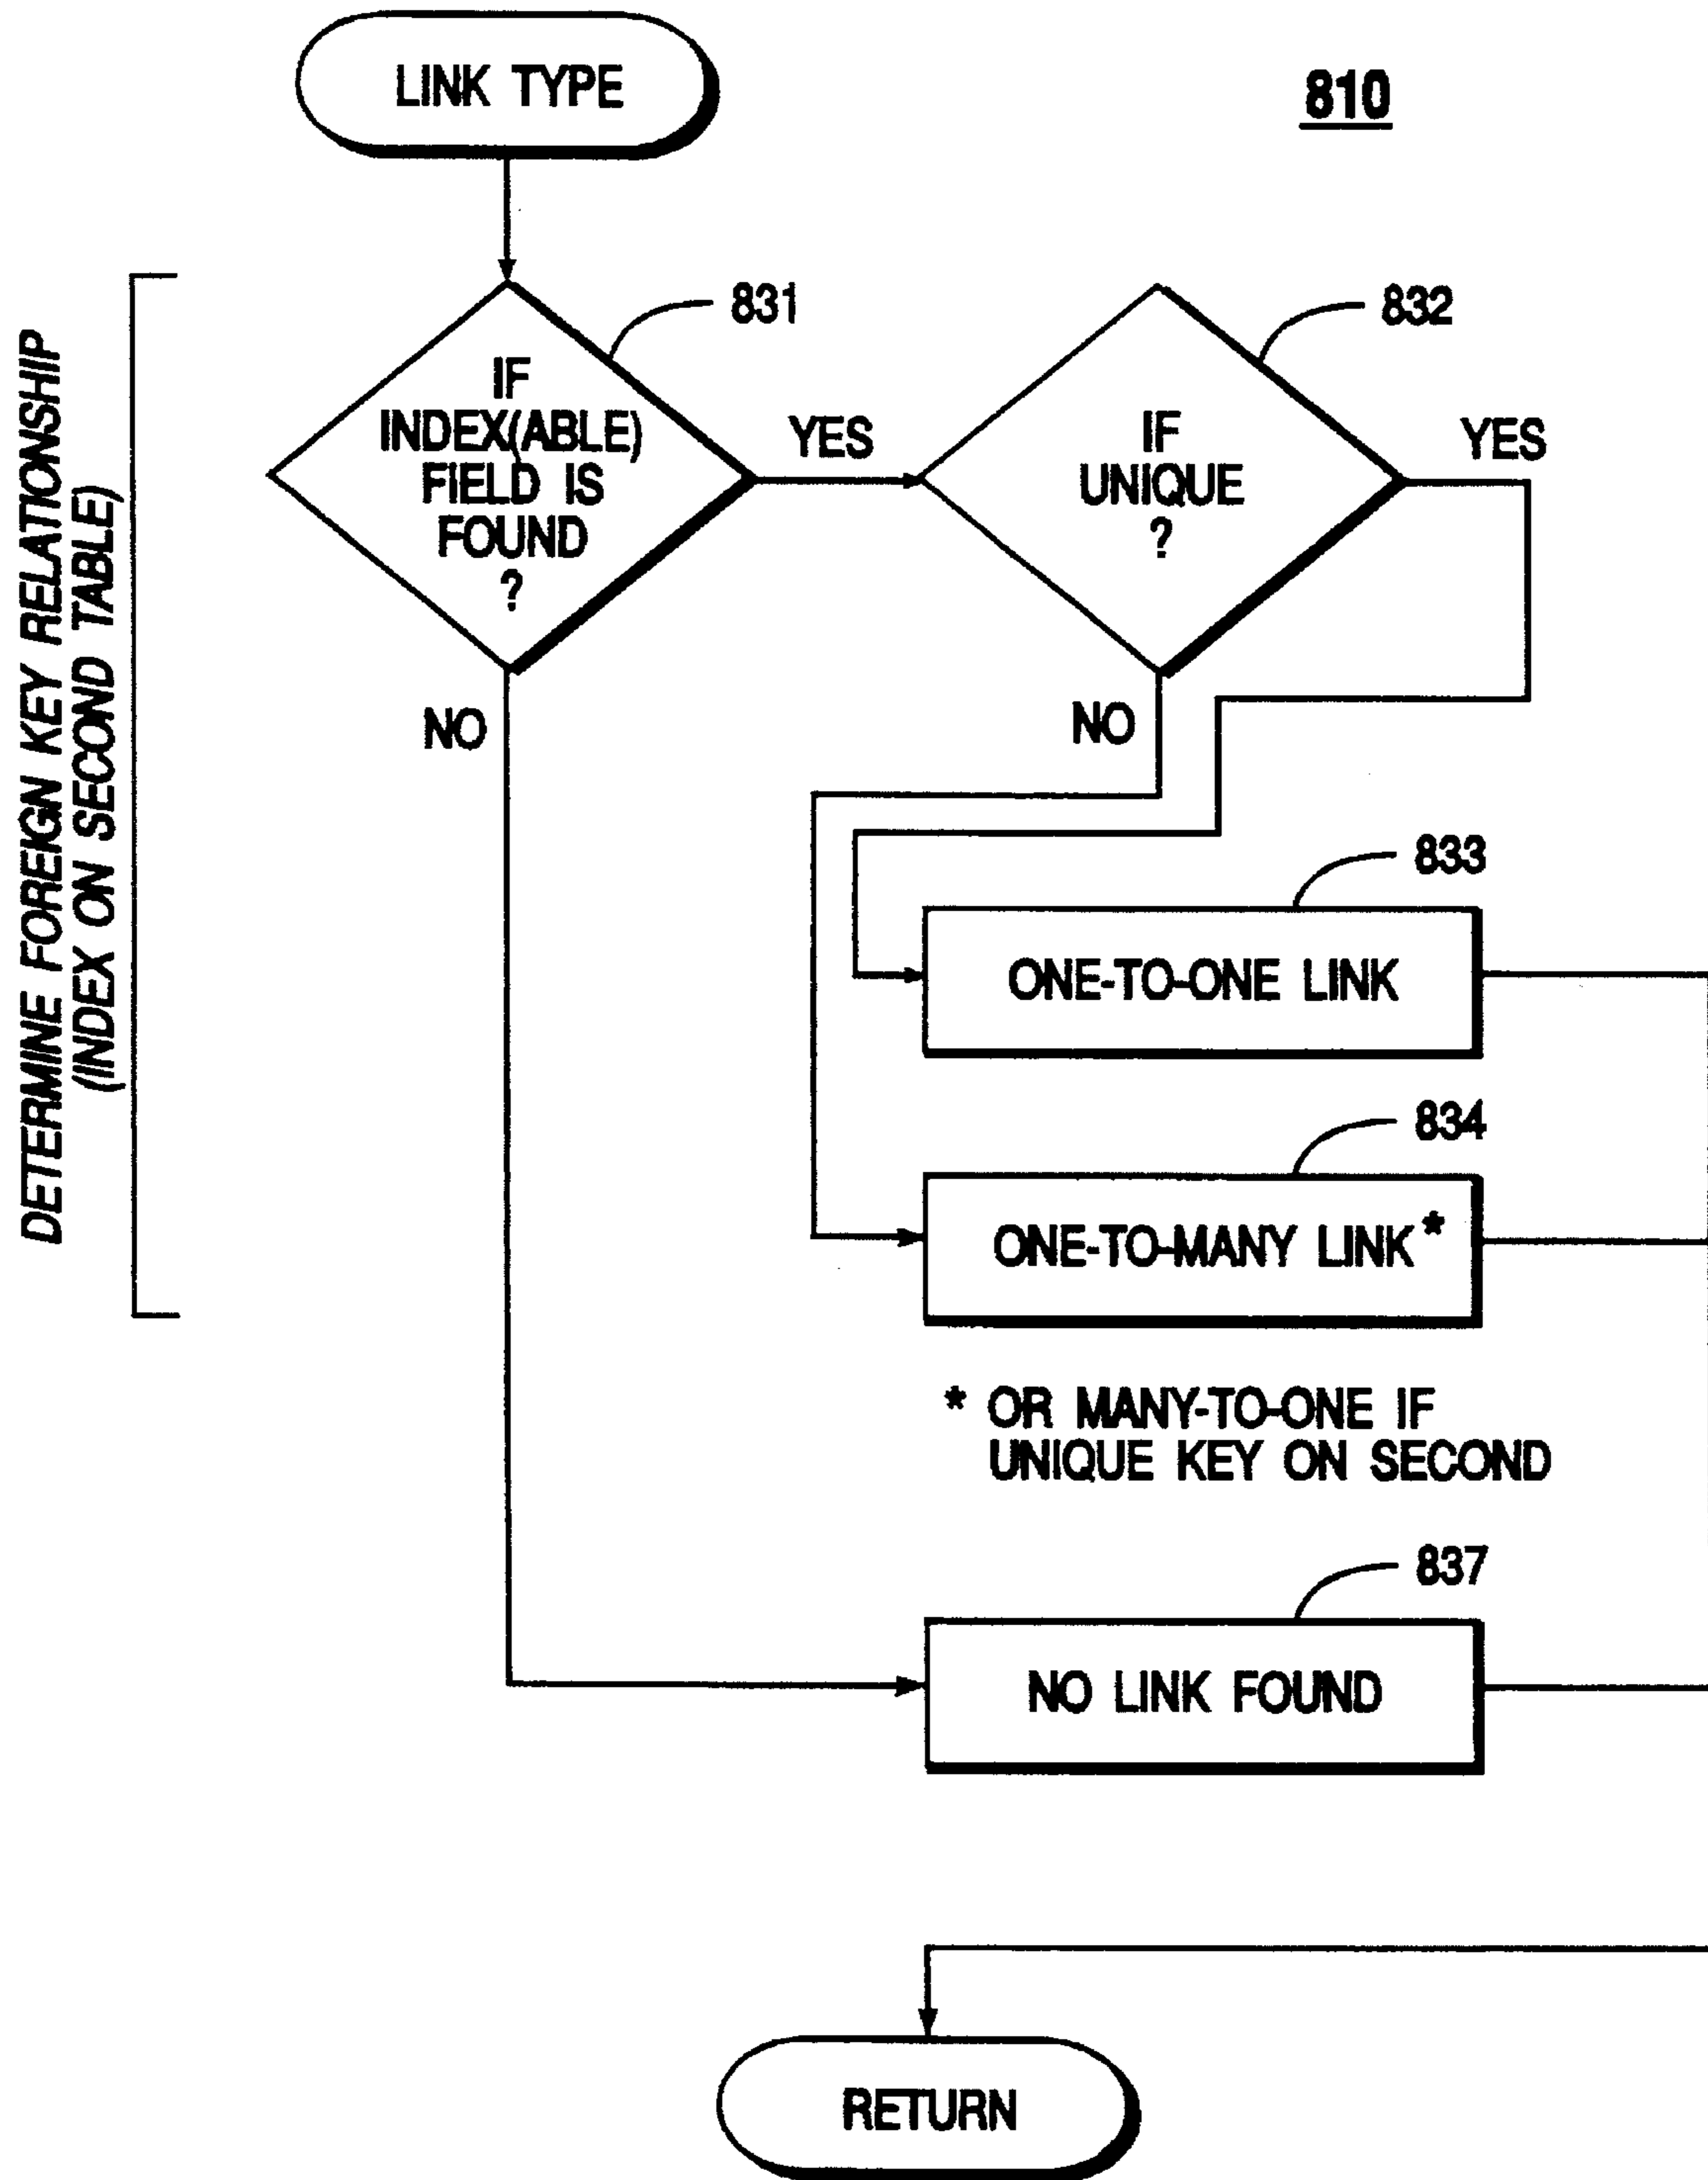 LINK TYPE
810
DETERMINE FOREIGN KEY RELATIONSHIP
(INDEX ON SECOND TABLE)
831
IF
INDEX(ABLE)
FIELD IS
FOUND
?
YES
NO
832
IF
UNIQUE
?
YES
NO
833
ONE-TO-ONE LINK
834
ONE-TO-MANY LINK*
* OR MANY-TO-ONE IF
UNIQUE KEY ON SECOND
837
NO LINK FOUND
RETURN